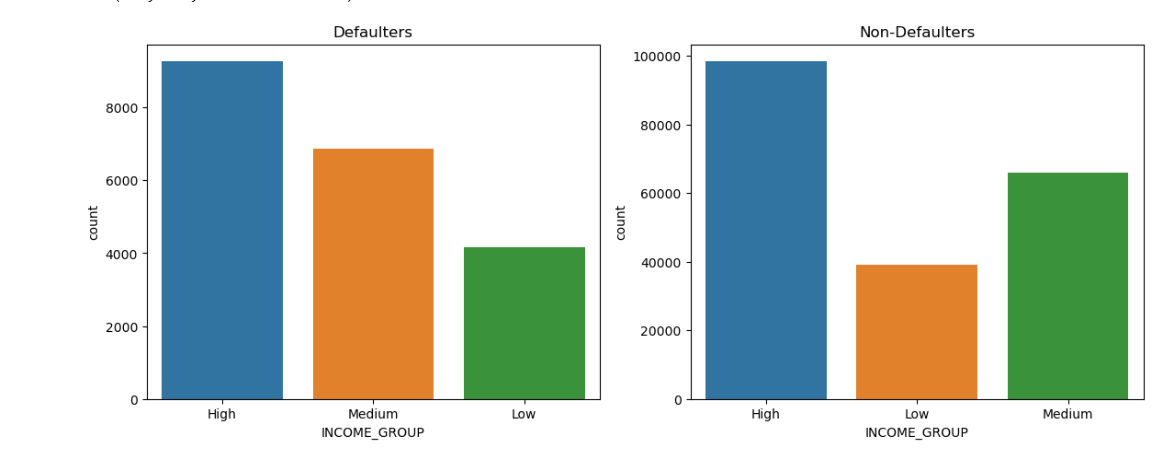 Defaulters
8000
6000
4000
2000
0
count
High Medium Low
INCOME_GROUP
Non-Defaulters
100000
80000
60000
40000
20000
0
count
High Low Medium
INCOME_GROUP